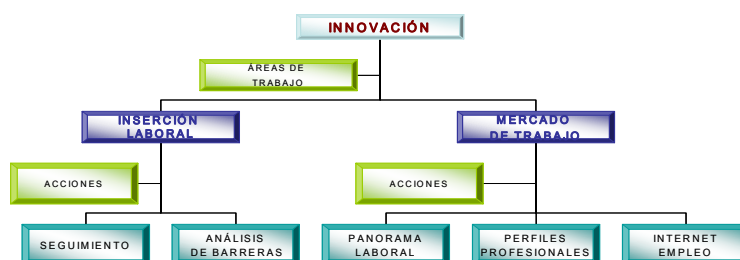 INNOVACIÓN
ÁREAS DE
TRABAJO
INSERCIÓN
LABORAL
MERCADO
DE TRABAJO
ACCIONES
ACCIONES
SEGUIMIENTO
ANÁLISIS
DE BARRERAS
PANORAMA
LABORAL
PERFILES
PROFESIONALES
INTERNET
EMPLEO